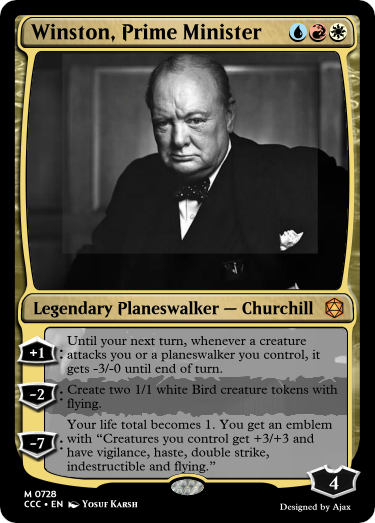 Winston, Prime Minister
Legendary Planeswalker — Churchill
+1
: Until your next turn, whenever a creature
attacks you or a planeswalker you control, it
gets -3/-0 until end of turn.
-2
: Create two 1/1 white Bird creature tokens with
flying.
-7
: Your life total becomes 1. You get an emblem
with “Creatures you control get +3/+3 and
have vigilance, haste, double strike,
indestructible and flying.”
4
M 0728
CCC • EN Yosuf Karsh
Designed by Ajax